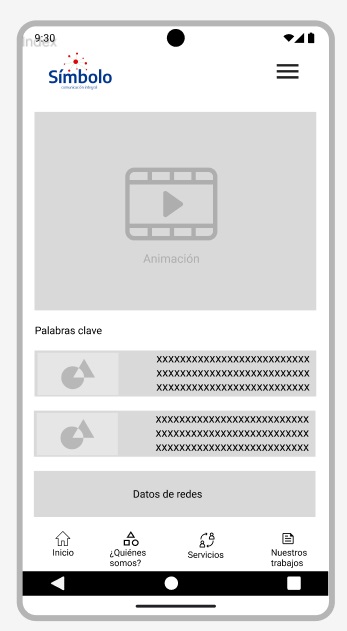 9:30
Index
Símbolo
comunicación integral
Animación
Palabras clave
XXXXXXXXXXXXXXXXXXXXXXXXXX
XXXXXXXXXXXXXXXXXXXXXXXXXX
XXXXXXXXXXXXXXXXXXXXXXXXXX
XXXXXXXXXXXXXXXXXXXXXXXXXX
XXXXXXXXXXXXXXXXXXXXXXXXXX
XXXXXXXXXXXXXXXXXXXXXXXXXX
Datos de redes
Inicio
¿Quiénes
somos?
Servicios
Nuestros
trabajos